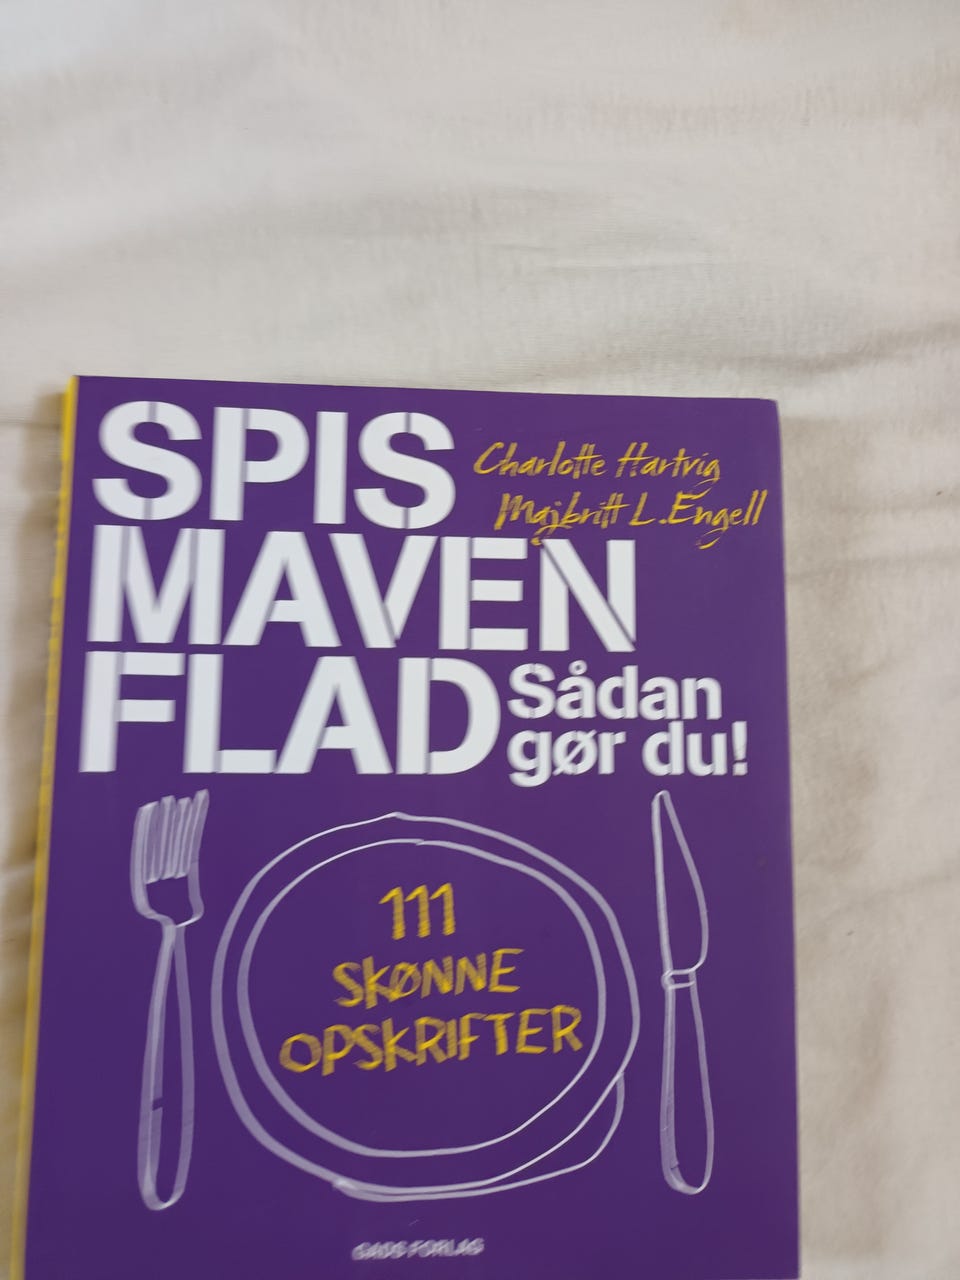 SPIS
MAVEN
FLAD
Charlotte Hartvig
Majbritt L. Engell
Sådan
gør du!
111
SKØNNE
OPSKRIFTER
GADS FORLAG